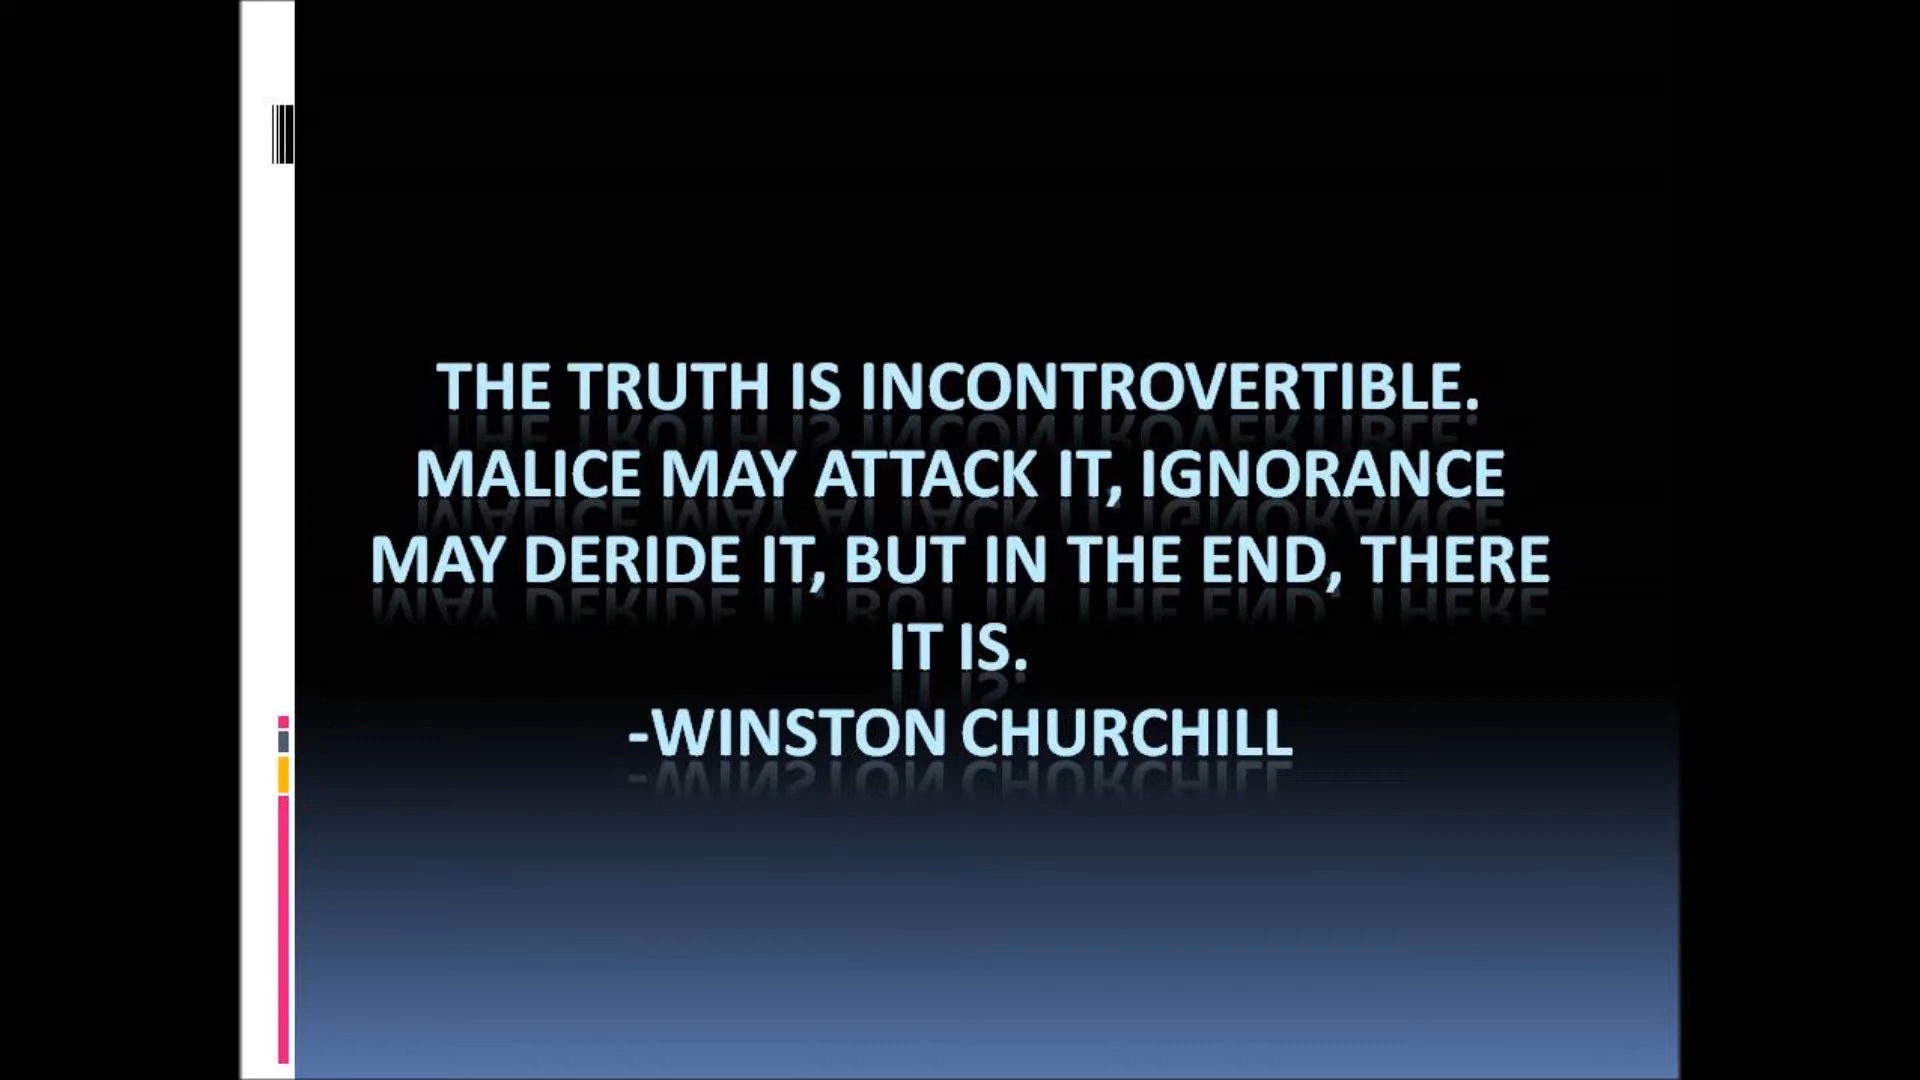 THE TRUTH IS INCONTROVERTIBLE.
MALICE MAY ATTACK IT, IGNORANCE
MAY DERIDE IT, BUT IN THE END, THERE
IT IS.
-WINSTON CHURCHILL